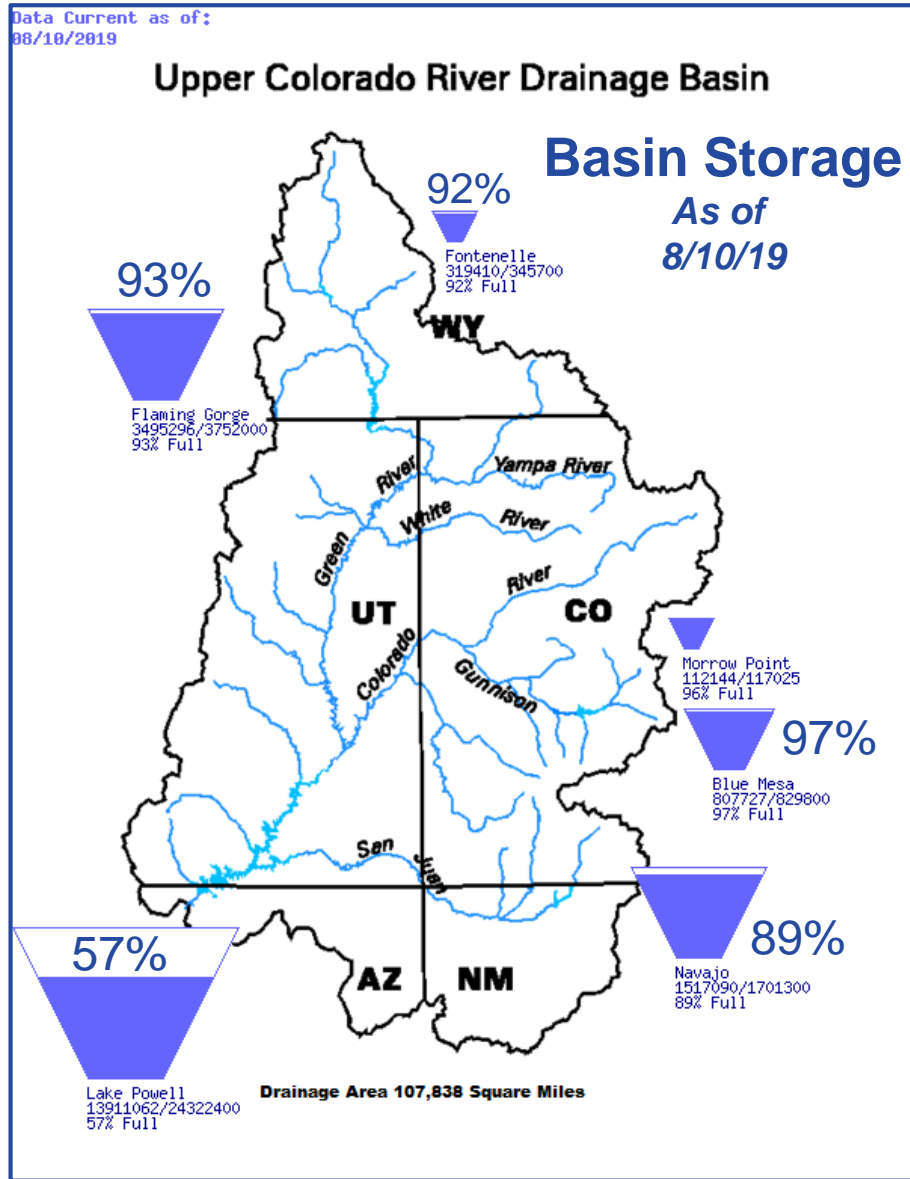 Data Current as of:
08/10/2019
Upper Colorado River Drainage Basin
Basin Storage
As of
8/10/19
92%
Fontenelle
319410/345700
92% Full
WY
93%
Flaming Gorge
3495296/3752000
93% Full
Yampa River
River
White
River
Green
River
UT
CO
Colorado
Gunnison
Morrow Point
112144/117025
96% Full
97%
Blue Mesa
807727/829800
97% Full
San
Juan
89%
Navajo
1517090/1701300
89% Full
57%
AZ
NM
Lake Powell
13911062/24322400
57% Full
Drainage Area 107,838 Square Miles